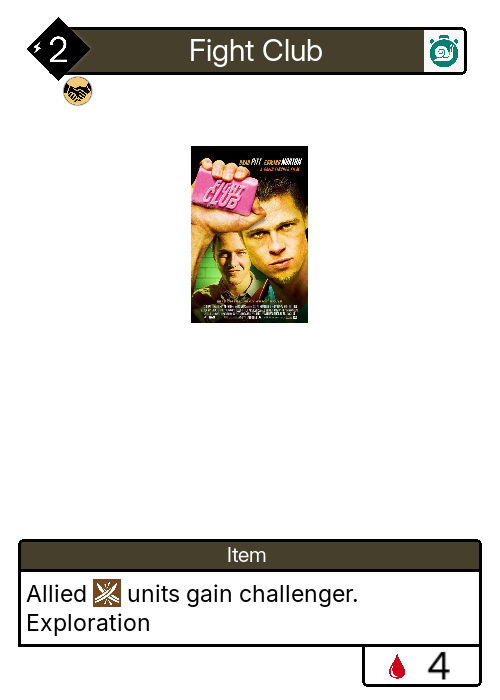 2
Fight Club
BRAD PITT EDWARD NORTON
A DAVID FINCHER FILM
FIGHT
CLUB
Item
Allied units gain challenger.
Exploration
4